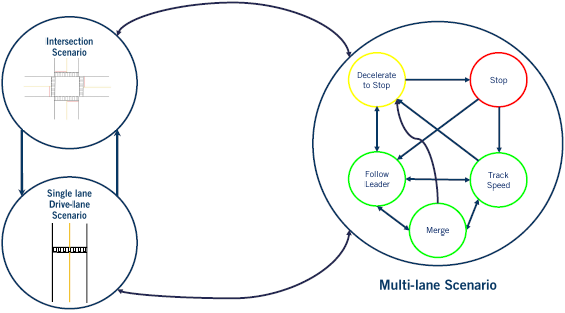 Intersection
Scenario
Single lane
Drive-lane
Scenario
Decelerate
to Stop
Stop
Follow
Leader
Track
Speed
Merge
Multi-lane Scenario